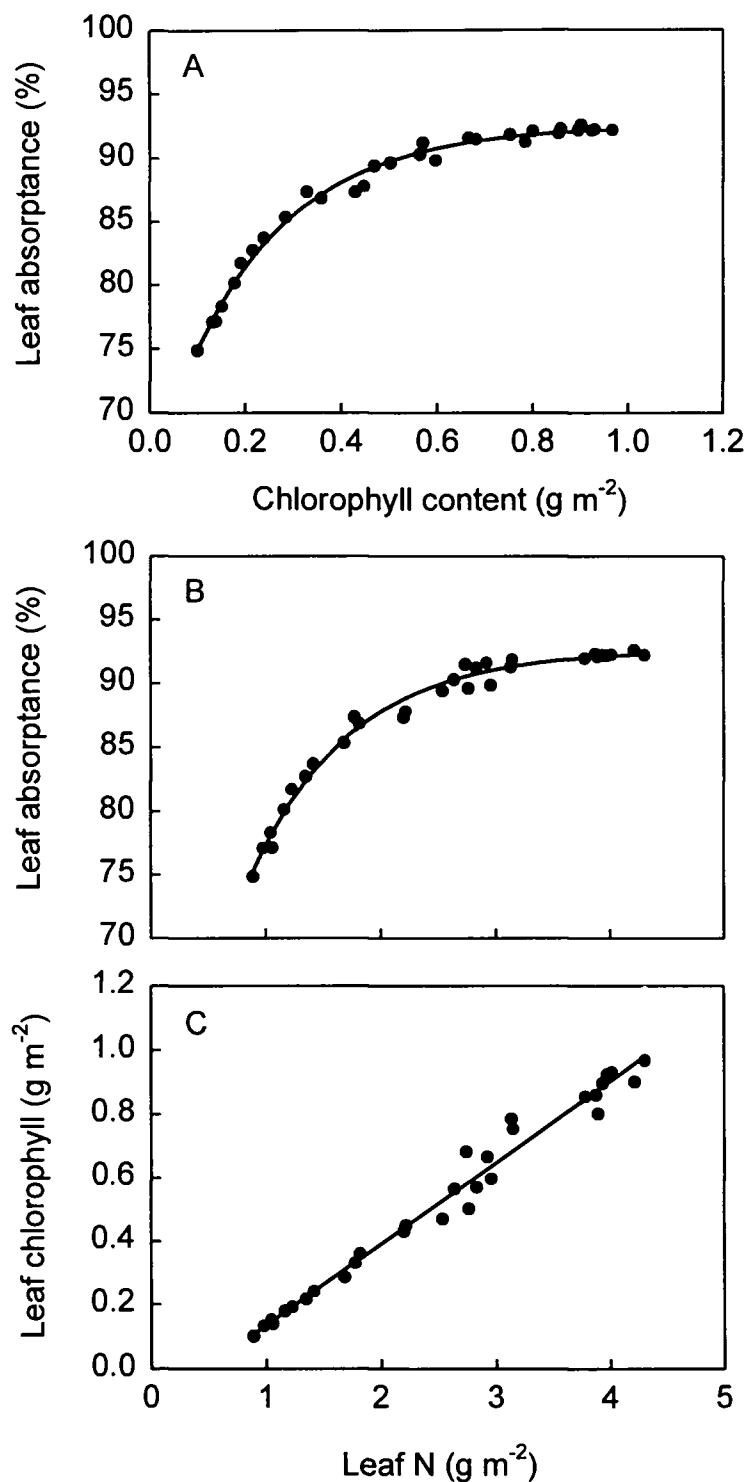 A
Leaf absorptance (%)
100
95
90
85
80
75
70
0.0 0.2 0.4 0.6 0.8 1.0 1.2
Chlorophyll content (g m⁻²)
B
Leaf absorptance (%)
100
95
90
85
80
75
70
C
Leaf chlorophyll (g m⁻²)
1.2
1.0
0.8
0.6
0.4
0.2
0.0
0 1 2 3 4 5
Leaf N (g m⁻²)